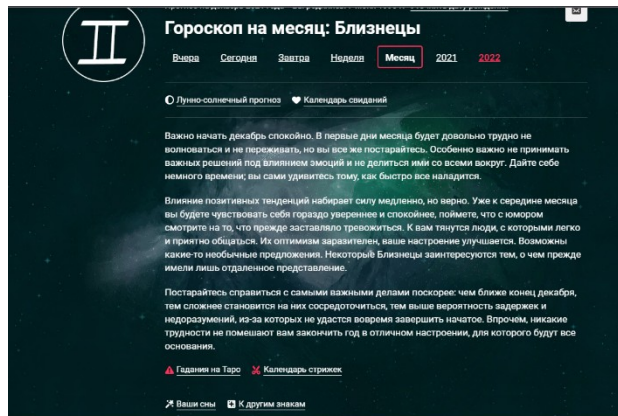 Гороскоп на месяц: Близнецы
Вчера Сегодня Завтра Неделя Месяц 2021 2022
Лунно-солнечный прогноз Календарь свиданий
Важно начать декабрь спокойно. В первые дни месяца будет довольно трудно не
волноваться и не переживать, но вы все же постарайтесь. Особенно важно не принимать
важных решений под влиянием эмоций и не делиться ими со всеми вокруг. Дайте себе
немного времени; вы сами удивитесь тому, как быстро все наладится.
Влияние позитивных тенденций набирает силу медленно, но верно. Уже к середине месяца
вы будете чувствовать себя гораздо увереннее и спокойнее, поймете, что с юмором
смотрите на то, что прежде заставляло тревожиться. К вам тянутся люди, с которыми легко
и приятно общаться. Их оптимизм заразителен, ваше настроение улучшается. Возможны
какие-то необычные предложения. Некоторые Близнецы заинтересуются тем, о чем прежде
имели лишь отдаленное представление.
Постарайтесь справиться с самыми важными делами поскорее: чем ближе конец декабря,
тем сложнее становится на них сосредоточиться, тем выше вероятность задержек и
недоразумений, из-за которых не удастся вовремя завершить начатое. Впрочем, никакие
трудности не помешают вам закончить год в отличном настроении, для которого будут все
основания.
Гадания на Таро Календарь стрижек
Ваши сны К другим знакам